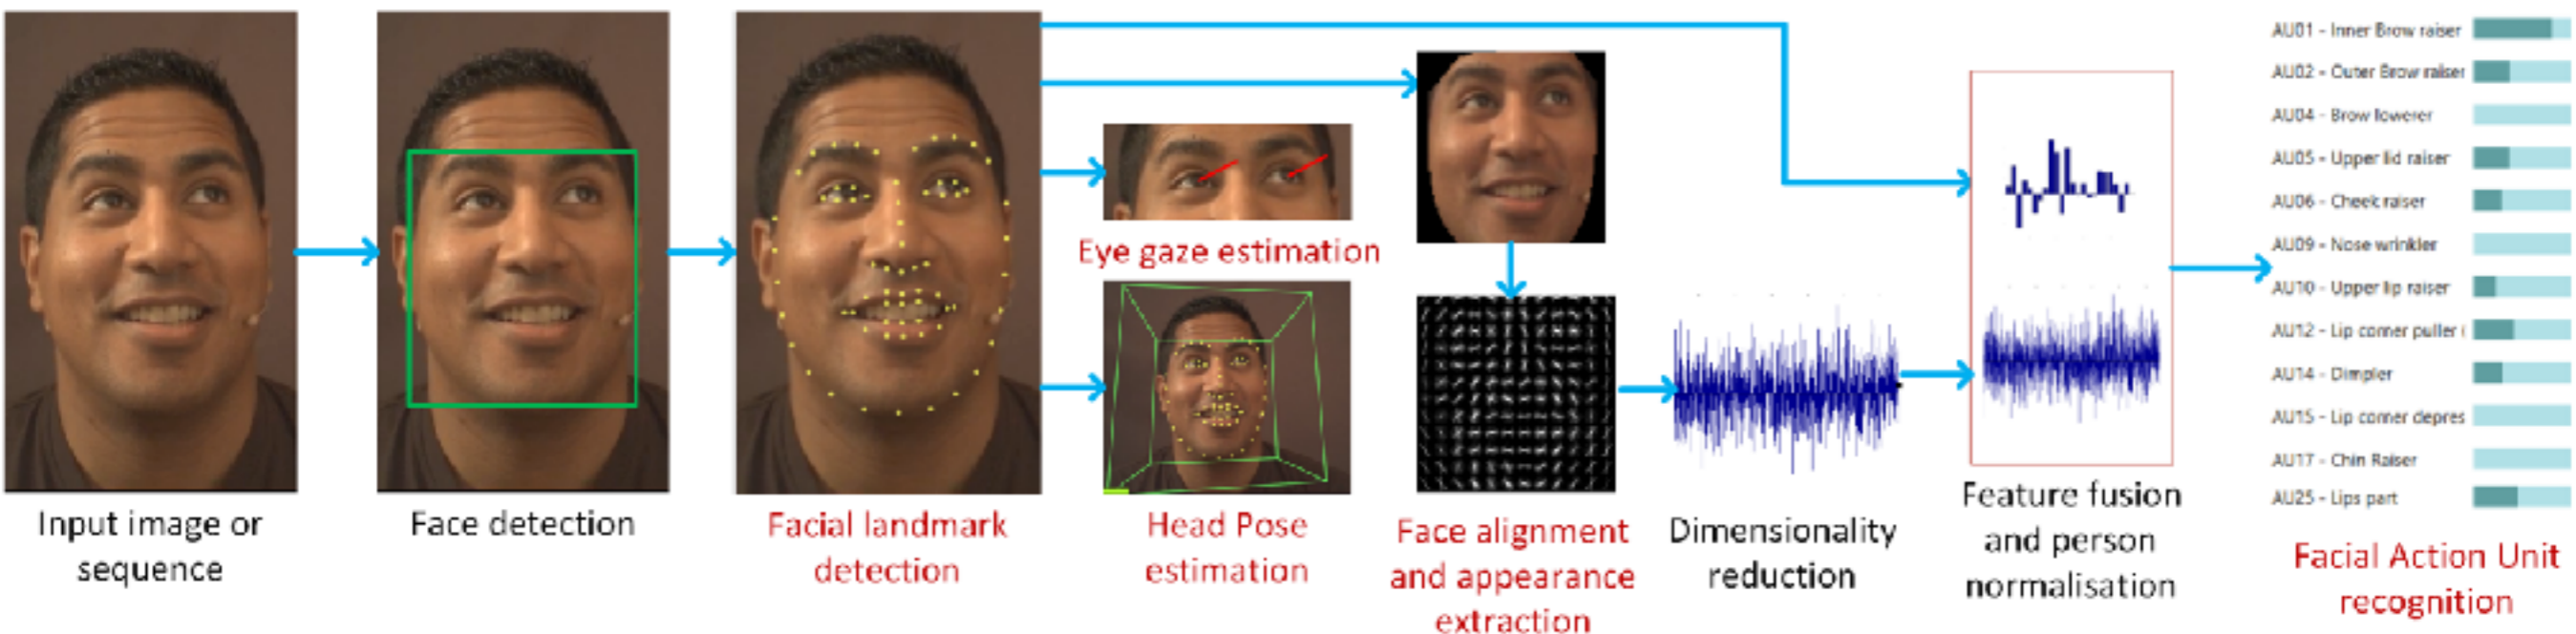 Input image or
sequence
Face detection
Facial landmark
detection
Eye gaze estimation
Head Pose
estimation
Face alignment
and appearance
extraction
Dimensionality
reduction
Feature fusion
and person
normalisation
AU01 - Inner Brow raiser
AU02 - Outer Brow raiser
AU04 - Brow lowerer
AU05 - Upper lid raiser
AU06 - Cheek raiser
AU09 - Nose wrinkler
AU10 - Upper lip raiser
AU12 - Lip corner puller (
AU14 - Dimpler
AU15 - Lip corner depres
AU17 - Chin Raiser
AU25 - Lips part
Facial Action Unit
recognition